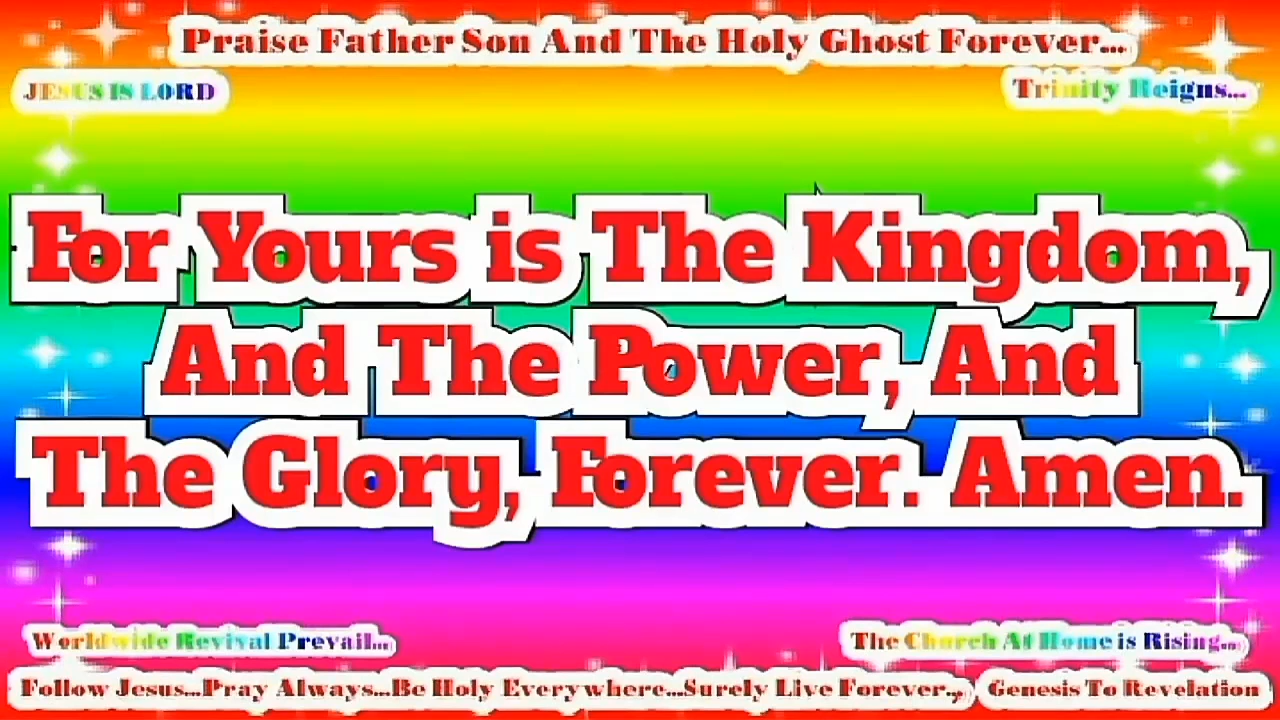 Praise Father Son And The Holy Ghost Forever...
JESUS IS LORD
Trinity Reigns...
For Yours is The Kingdom,
And The Power, And
The Glory, Forever. Amen.
Worldwide Revival Prevail...
The Church At Home is Rising...
Follow Jesus...Pray Always...Be Holy Everywhere...Surely Live Forever.,, Genesis To Revelation